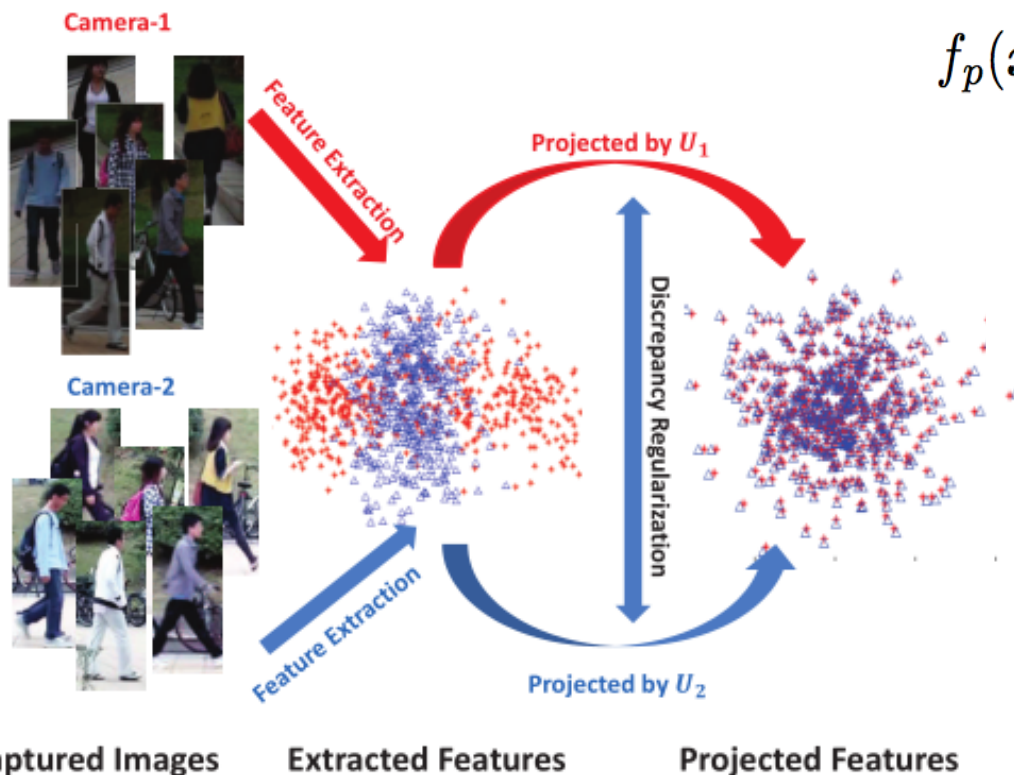 Camera-1
Feature Extraction
Projected by U₁
Discrepancy Regularization
Camera-2
Feature Extraction
Projected by U₂
Images
Extracted Features
Projected Features